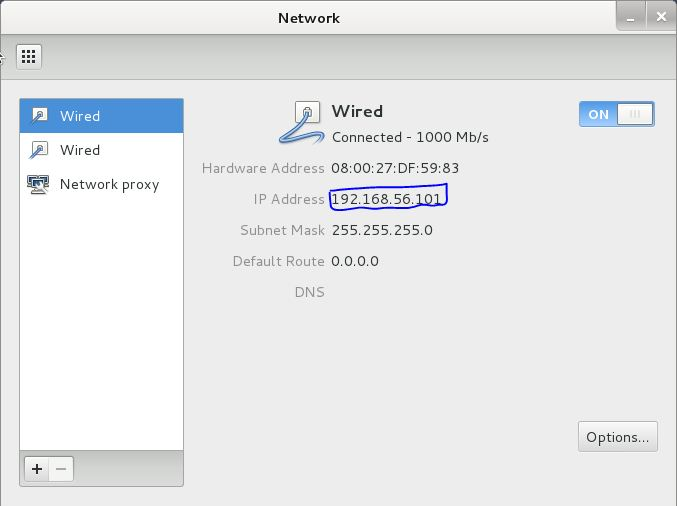 Network
Wired
Wired
Network proxy
Wired
ON
Connected - 1000 Mb/s
Hardware Address 08:00:27:DF:59:83
IP Address 192.168.56.101
Subnet Mask 255.255.255.0
Default Route 0.0.0.0
DNS
Options...